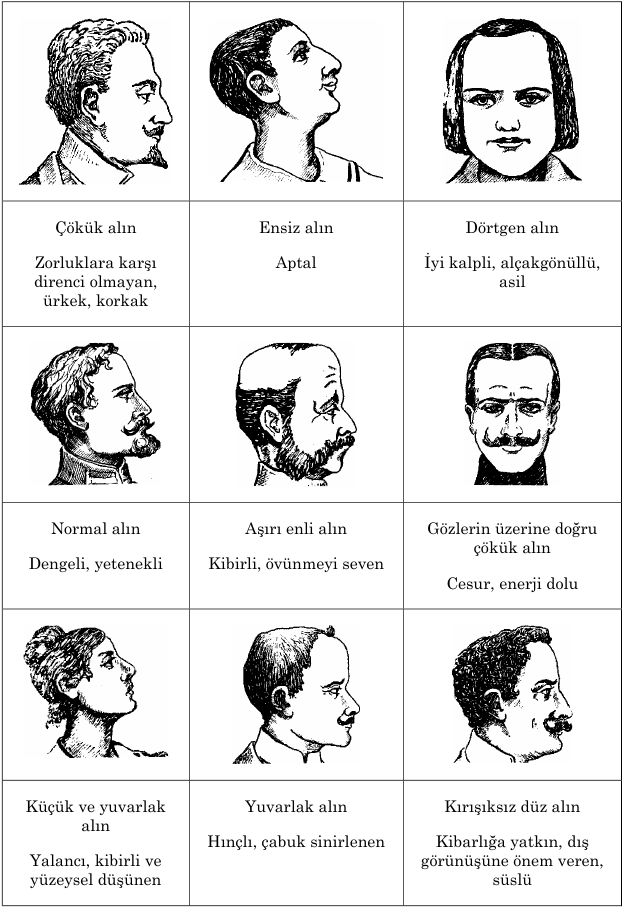 Çökük alın
Zorluklara karşı
direnci olmayan,
ürkek, korkak
Ensiz alın
Aptal
Dörtgen alın
İyi kalpli, alçakgönüllü,
asil
Normal alın
Dengeli, yetenekli
Aşırı enli alın
Kibirli, övünmeyi seven
Gözlerin üzerine doğru
çökük alın
Cesur, enerji dolu
Küçük ve yuvarlak
alın
Yalancı, kibirli ve
yüzeysel düşünen
Yuvarlak alın
Hınçlı, çabuk sinirlenen
Kırışıksız düz alın
Kibarlığa yatkın, dış
görünüşüne önem veren,
süslü